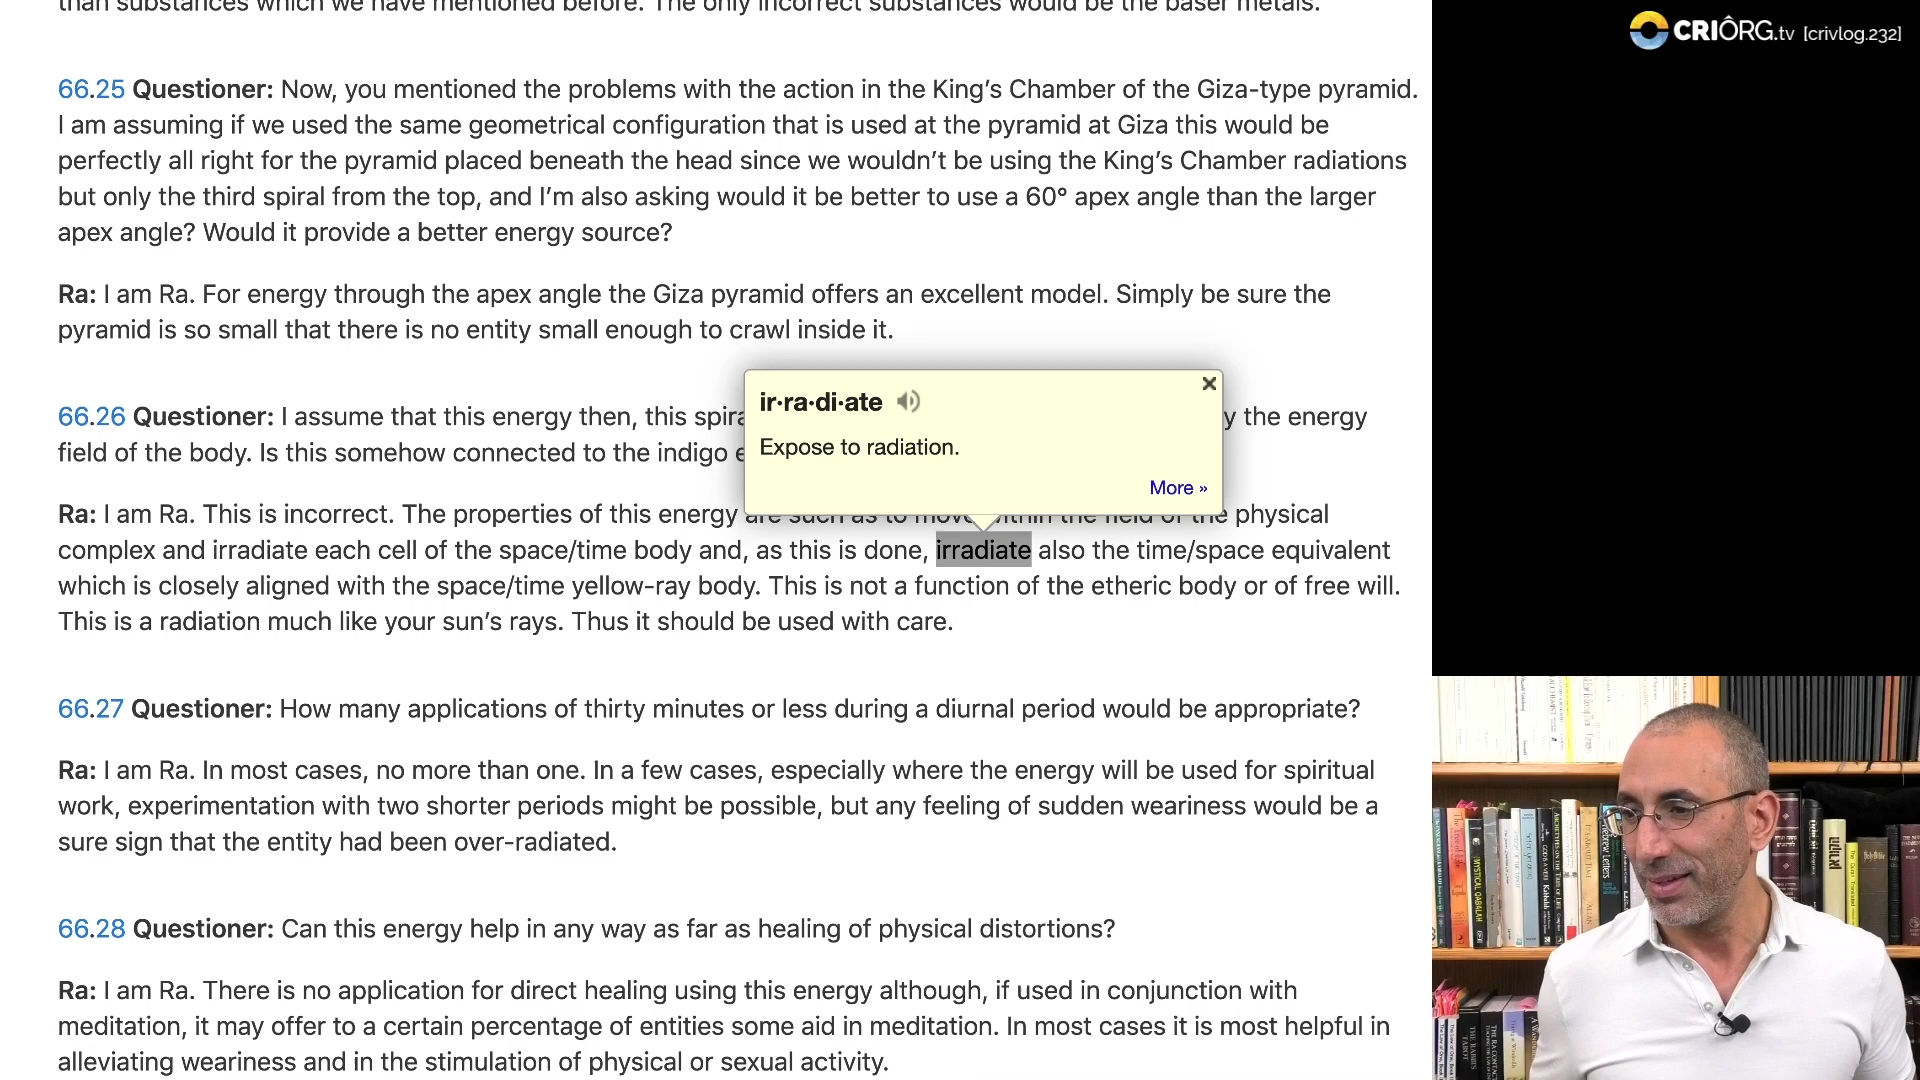 than substances which we have mentioned before. The only incorrect substances would be the baser metals.
66.25 Questioner: Now, you mentioned the problems with the action in the King’s Chamber of the Giza-type pyramid.
I am assuming if we used the same geometrical configuration that is used at the pyramid at Giza this would be
perfectly all right for the pyramid placed beneath the head since we wouldn’t be using the King’s Chamber radiations
but only the third spiral from the top, and I’m also asking would it be better to use a 60° apex angle than the larger
apex angle? Would it provide a better energy source?
Ra: I am Ra. For energy through the apex angle the Giza pyramid offers an excellent model. Simply be sure the
pyramid is so small that there is no entity small enough to crawl inside it.
66.26 Questioner: I assume that this energy then, this spira y the energy
field of the body. Is this somehow connected to the indigo e
ir·ra·di·ate
Expose to radiation.
More »
Ra: I am Ra. This is incorrect. The properties of this energy are such as to move within the field of the physical
complex and irradiate each cell of the space/time body and, as this is done, irradiate also the time/space equivalent
which is closely aligned with the space/time yellow-ray body. This is not a function of the etheric body or of free will.
This is a radiation much like your sun’s rays. Thus it should be used with care.
66.27 Questioner: How many applications of thirty minutes or less during a diurnal period would be appropriate?
Ra: I am Ra. In most cases, no more than one. In a few cases, especially where the energy will be used for spiritual
work, experimentation with two shorter periods might be possible, but any feeling of sudden weariness would be a
sure sign that the entity had been over-radiated.
66.28 Questioner: Can this energy help in any way as far as healing of physical distortions?
Ra: I am Ra. There is no application for direct healing using this energy although, if used in conjunction with
meditation, it may offer to a certain percentage of entities some aid in meditation. In most cases it is most helpful in
alleviating weariness and in the stimulation of physical or sexual activity.
CRIÔRG.tv [crivlog.232]
MYSTICAL QABALAH
Hebrew Letters
THE RA CONTACT